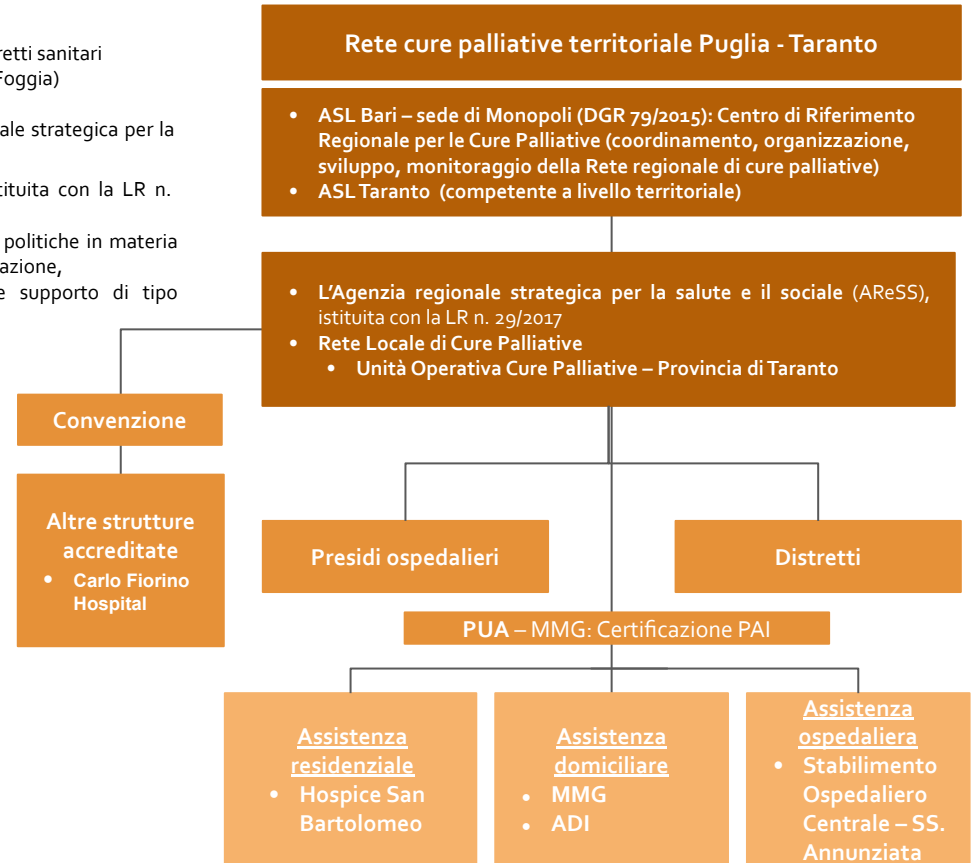 retti sanitari
Foggia)
ale strategica per la
tituita con la LR n.
politiche in materia
azione,
e supporto di tipo
Rete cure palliative territoriale Puglia - Taranto
• ASL Bari – sede di Monopoli (DGR 79/2015): Centro di Riferimento
Regionale per le Cure Palliative (coordinamento, organizzazione,
sviluppo, monitoraggio della Rete regionale di cure palliative)
• ASL Taranto (competente a livello territoriale)
• L'Agenzia regionale strategica per la salute e il sociale (AReSS),
istituita con la LR n. 29/2017
• Rete Locale di Cure Palliative
• Unità Operativa Cure Palliative – Provincia di Taranto
Convenzione
Altre strutture
accreditate
• Carlo Fiorino
Hospital
Presidi ospedalieri
Distretti
PUA – MMG: Certificazione PAI
Assistenza
residenziale
• Hospice San
Bartolomeo
Assistenza
domiciliare
• MMG
• ADI
Assistenza
ospedaliera
• Stabilimento
Ospedaliero
Centrale – SS.
Annunziata